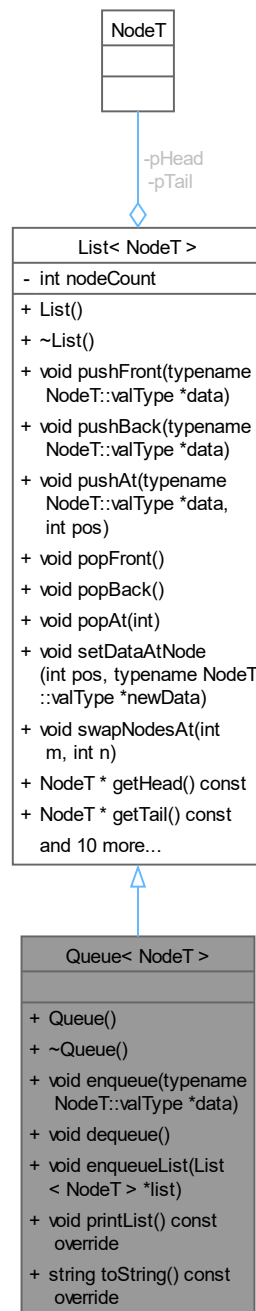 NodeT
-pHead
-pTail
List< NodeT >
- int nodeCount
+ List()
+ ~List()
+ void pushFront(typename
NodeT::valType *data)
+ void pushBack(typename
NodeT::valType *data)
+ void pushAt(typename
NodeT::valType *data,
int pos)
+ void popFront()
+ void popBack()
+ void popAt(int)
+ void setDataAtNode
(int pos, typename NodeT
::valType *newData)
+ void swapNodesAt(int
m, int n)
+ NodeT * getHead() const
+ NodeT * getTail() const
and 10 more...
Queue< NodeT >
+ Queue()
+ ~Queue()
+ void enqueue(typename
NodeT::valType *data)
+ void dequeue()
+ void enqueueList(List
< NodeT > *list)
+ void printList() const
override
+ string toString() const
override